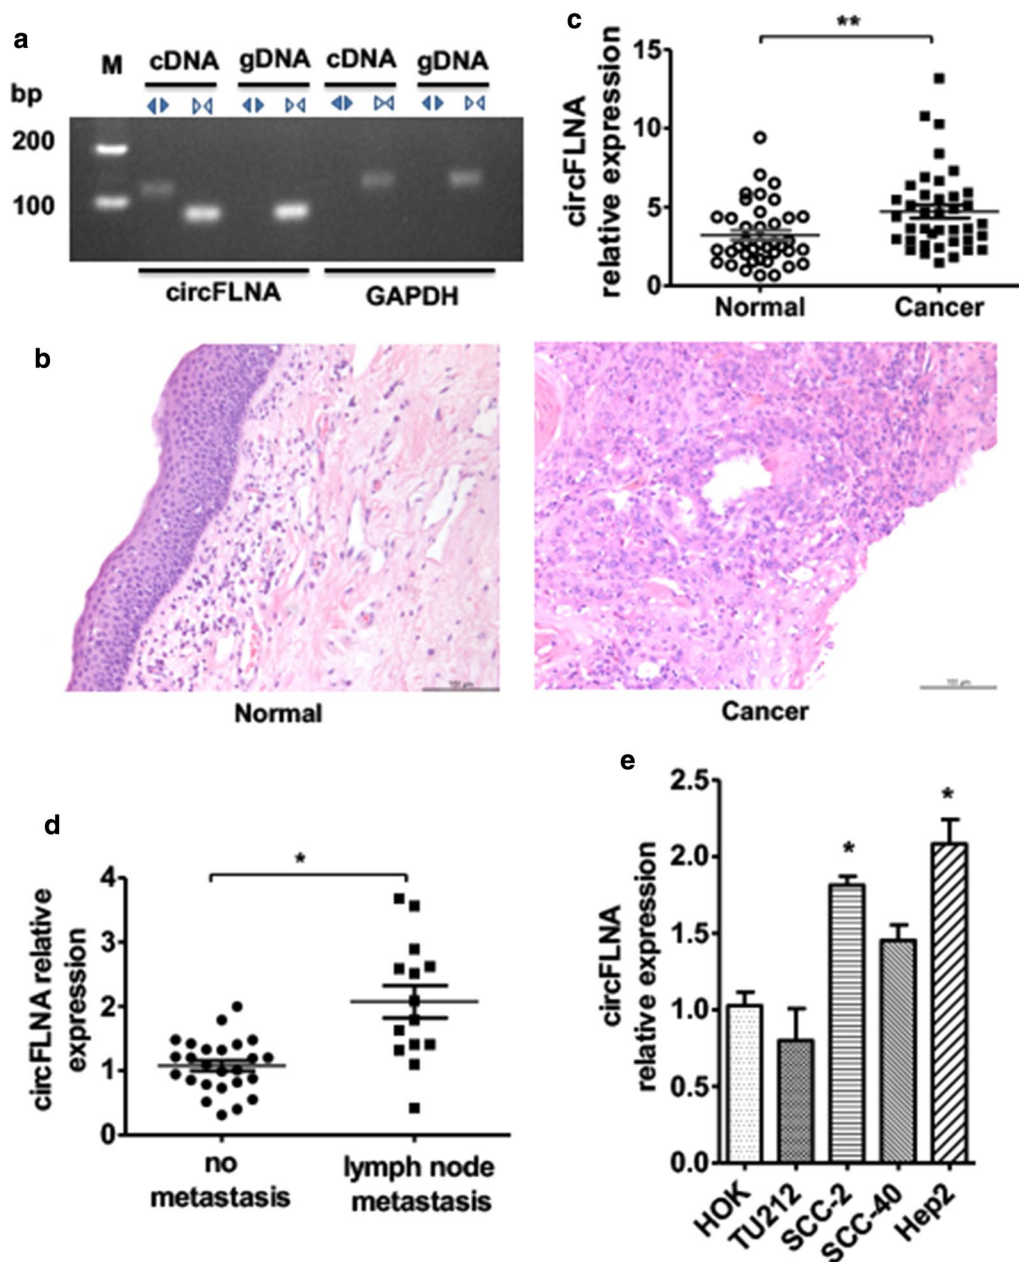 a
M cDNA gDNA cDNA gDNA
bp
200
100
circFLNA GAPDH
c
**
circFLNA
relative expression
15
10
5
0
Normal Cancer
b
Normal
Cancer
d
*
circFLNA relative
expression
4
3
2
1
0
no
metastasis
lymph node
metastasis
e
circFLNA
relative expression
2.5
2.0
1.5
1.0
0.5
0.0
*
*
HOK
TU212
SCC-2
SCC-40
Hep2